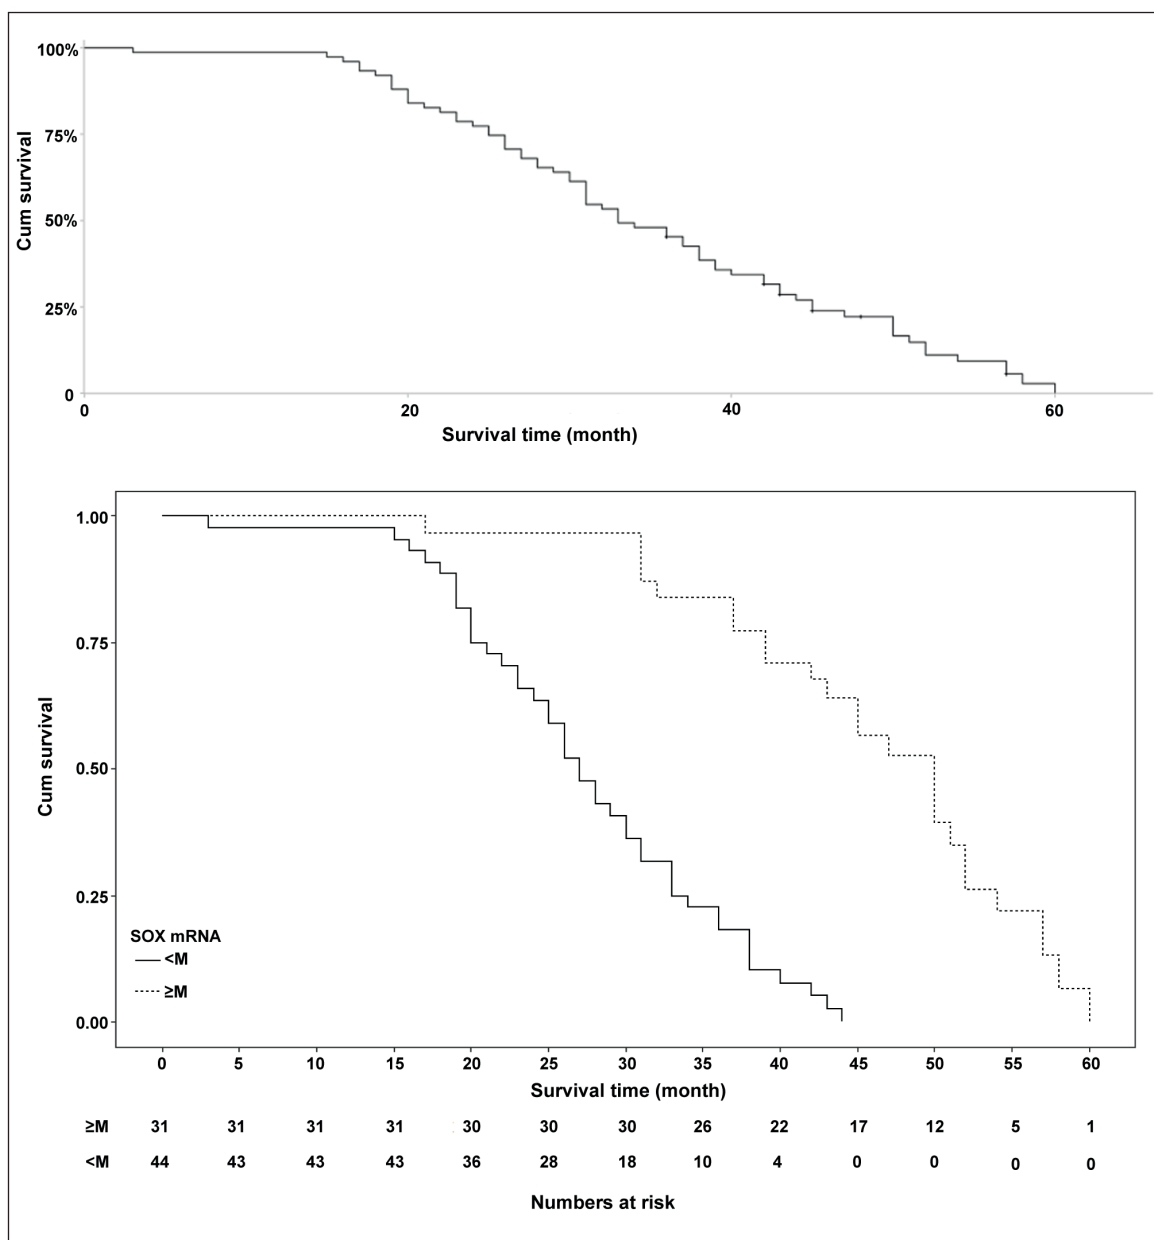 100%
75%
50%
25%
0
Cum survival
0 20 40 60
Survival time (month)
1.00
0.75
0.50
0.25
0.00
Cum survival
SOX mRNA
<M
≥M
0 5 10 15 20 25 30 35 40 45 50 55 60
Survival time (month)
≥M 31 31 31 31 30 30 30 26 22 17 12 5 1
<M 44 43 43 43 36 28 18 10 4 0 0 0 0
Numbers at risk